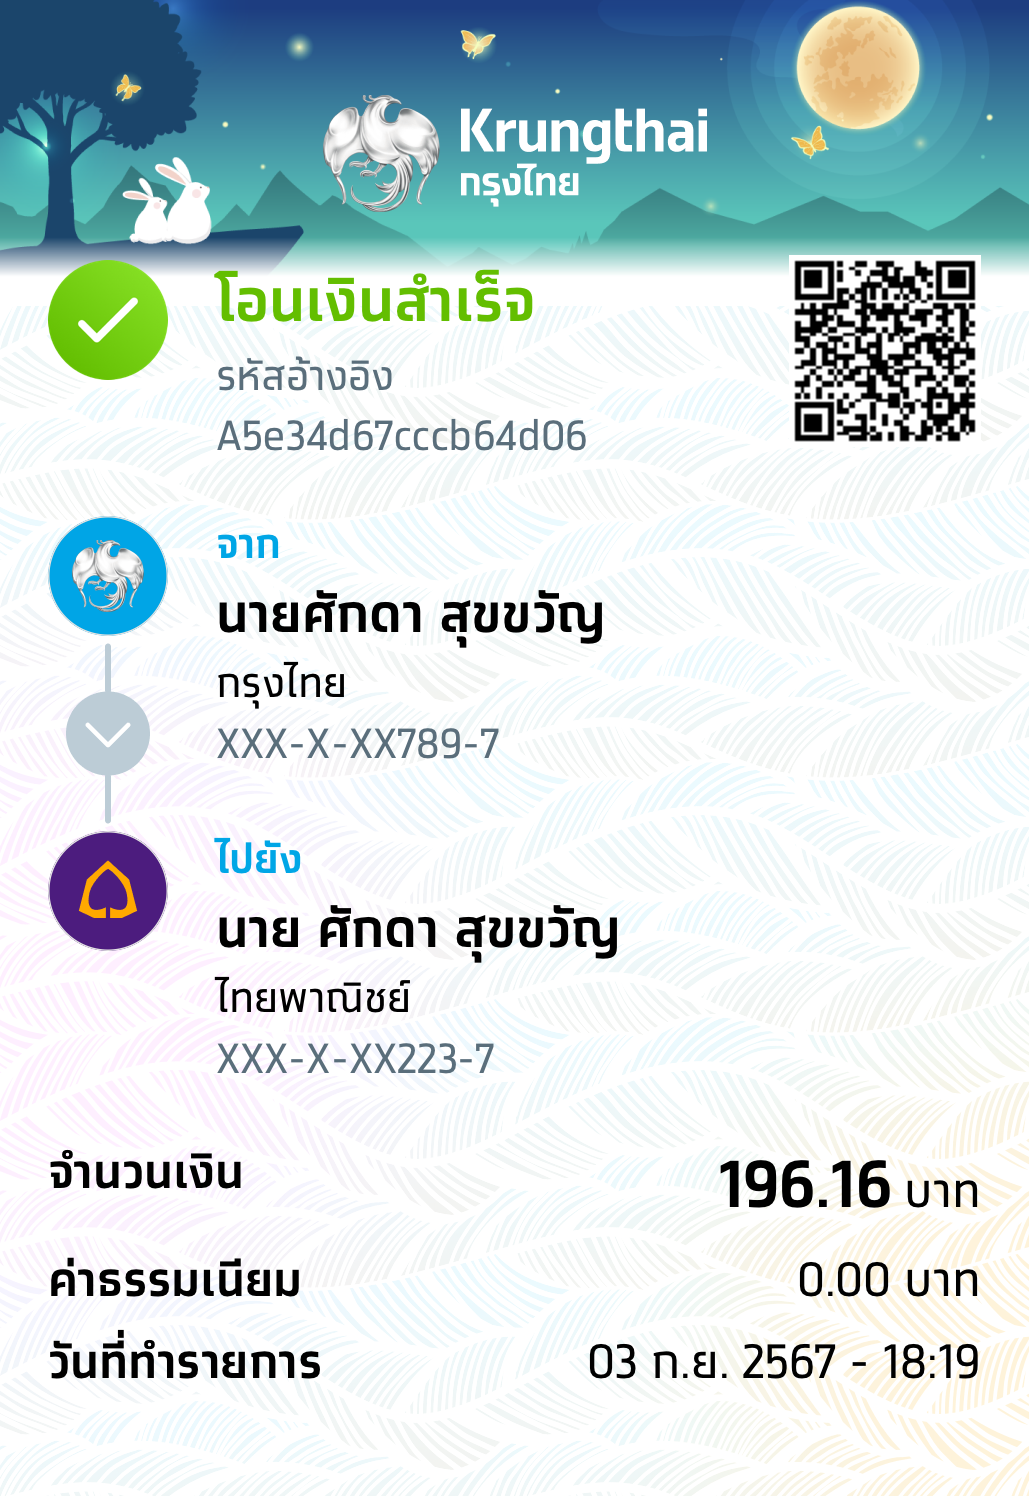 Krungthai
กรุงไทย
โอนเงินสำเร็จ
รหัสอ้างอิง
A5e34d67cccb64d06
จาก
นายศักดา สุขขวัญ
กรุงไทย
XXX-X-XX789-7
ไปยัง
นาย ศักดา สุขขวัญ
ไทยพาณิชย์
XXX-X-XX223-7
จำนวนเงิน 196.16 บาท
ค่าธรรมเนียม 0.00 บาท
วันที่ทำรายการ 03 ก.ย. 2567 - 18:19